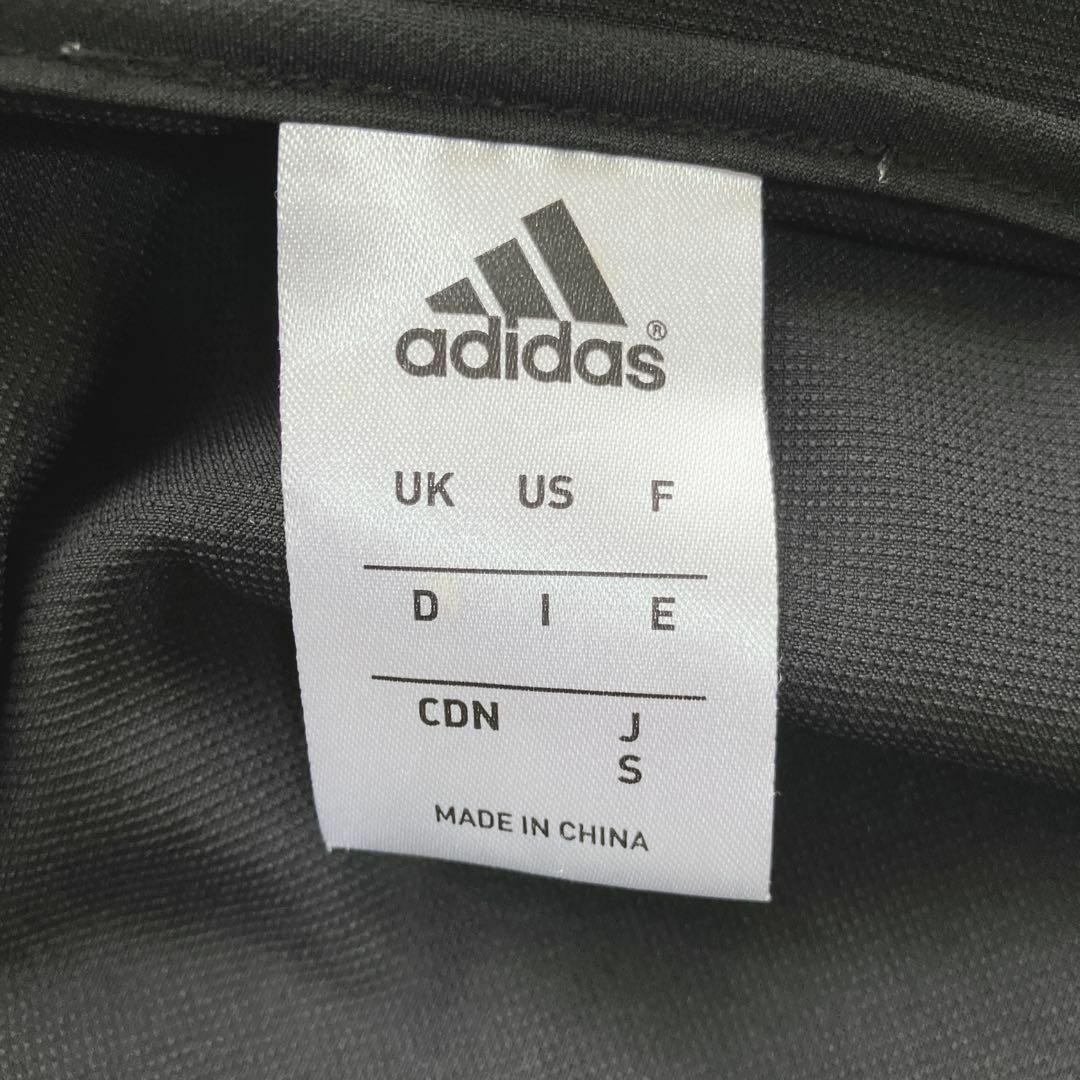 adidas®
UK US F
D I E
CDN J
S
MADE IN CHINA